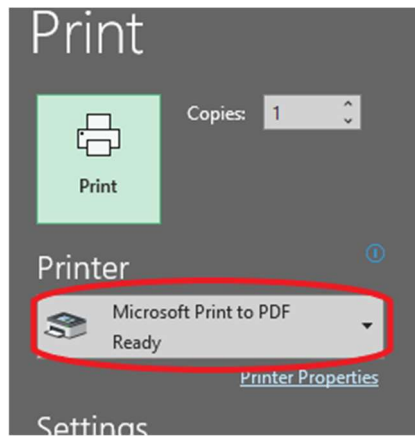 Print
Copies: 1
Print
Printer
Microsoft Print to PDF
Ready
Printer Properties
Settings